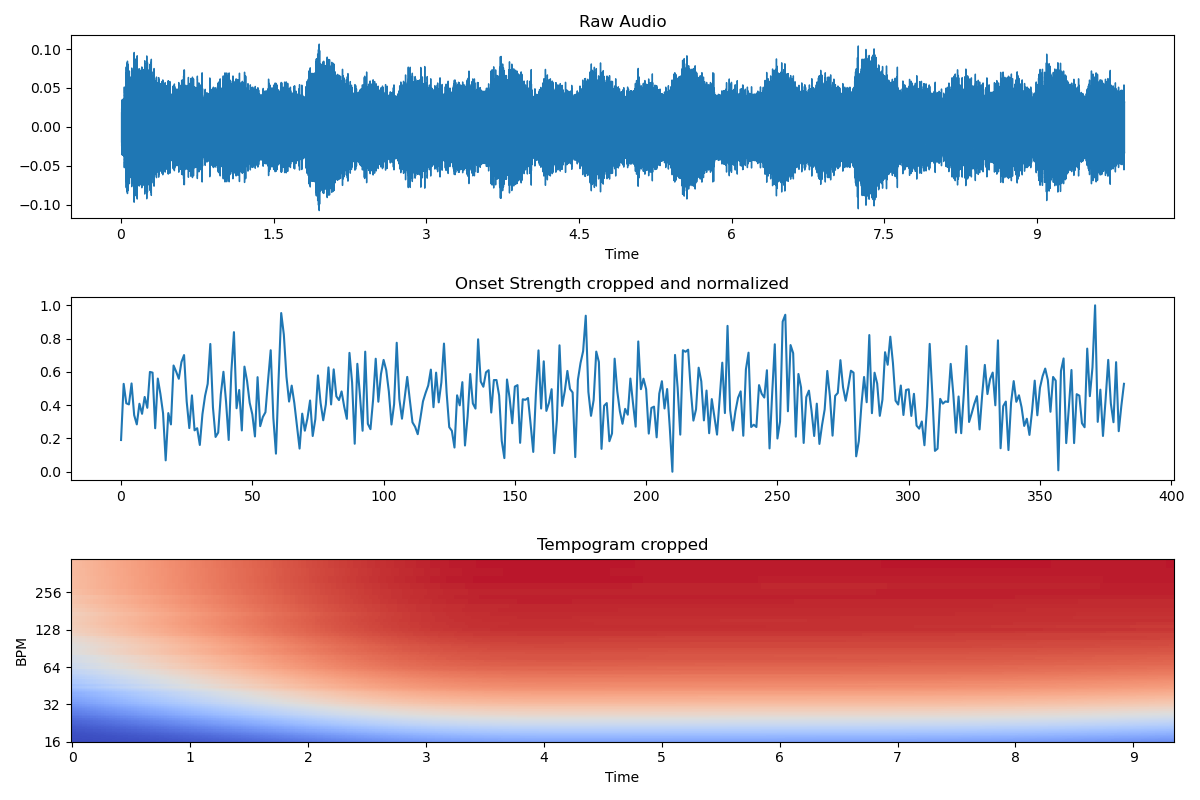 Raw Audio
0.10
0.05
0.00
−0.05
−0.10
0 1.5 3 4.5 6 7.5 9
Time
Onset Strength cropped and normalized
1.0
0.8
0.6
0.4
0.2
0.0
0 50 100 150 200 250 300 350 400
Tempogram cropped
256
128
64
32
16
BPM
0 1 2 3 4 5 6 7 8 9
Time